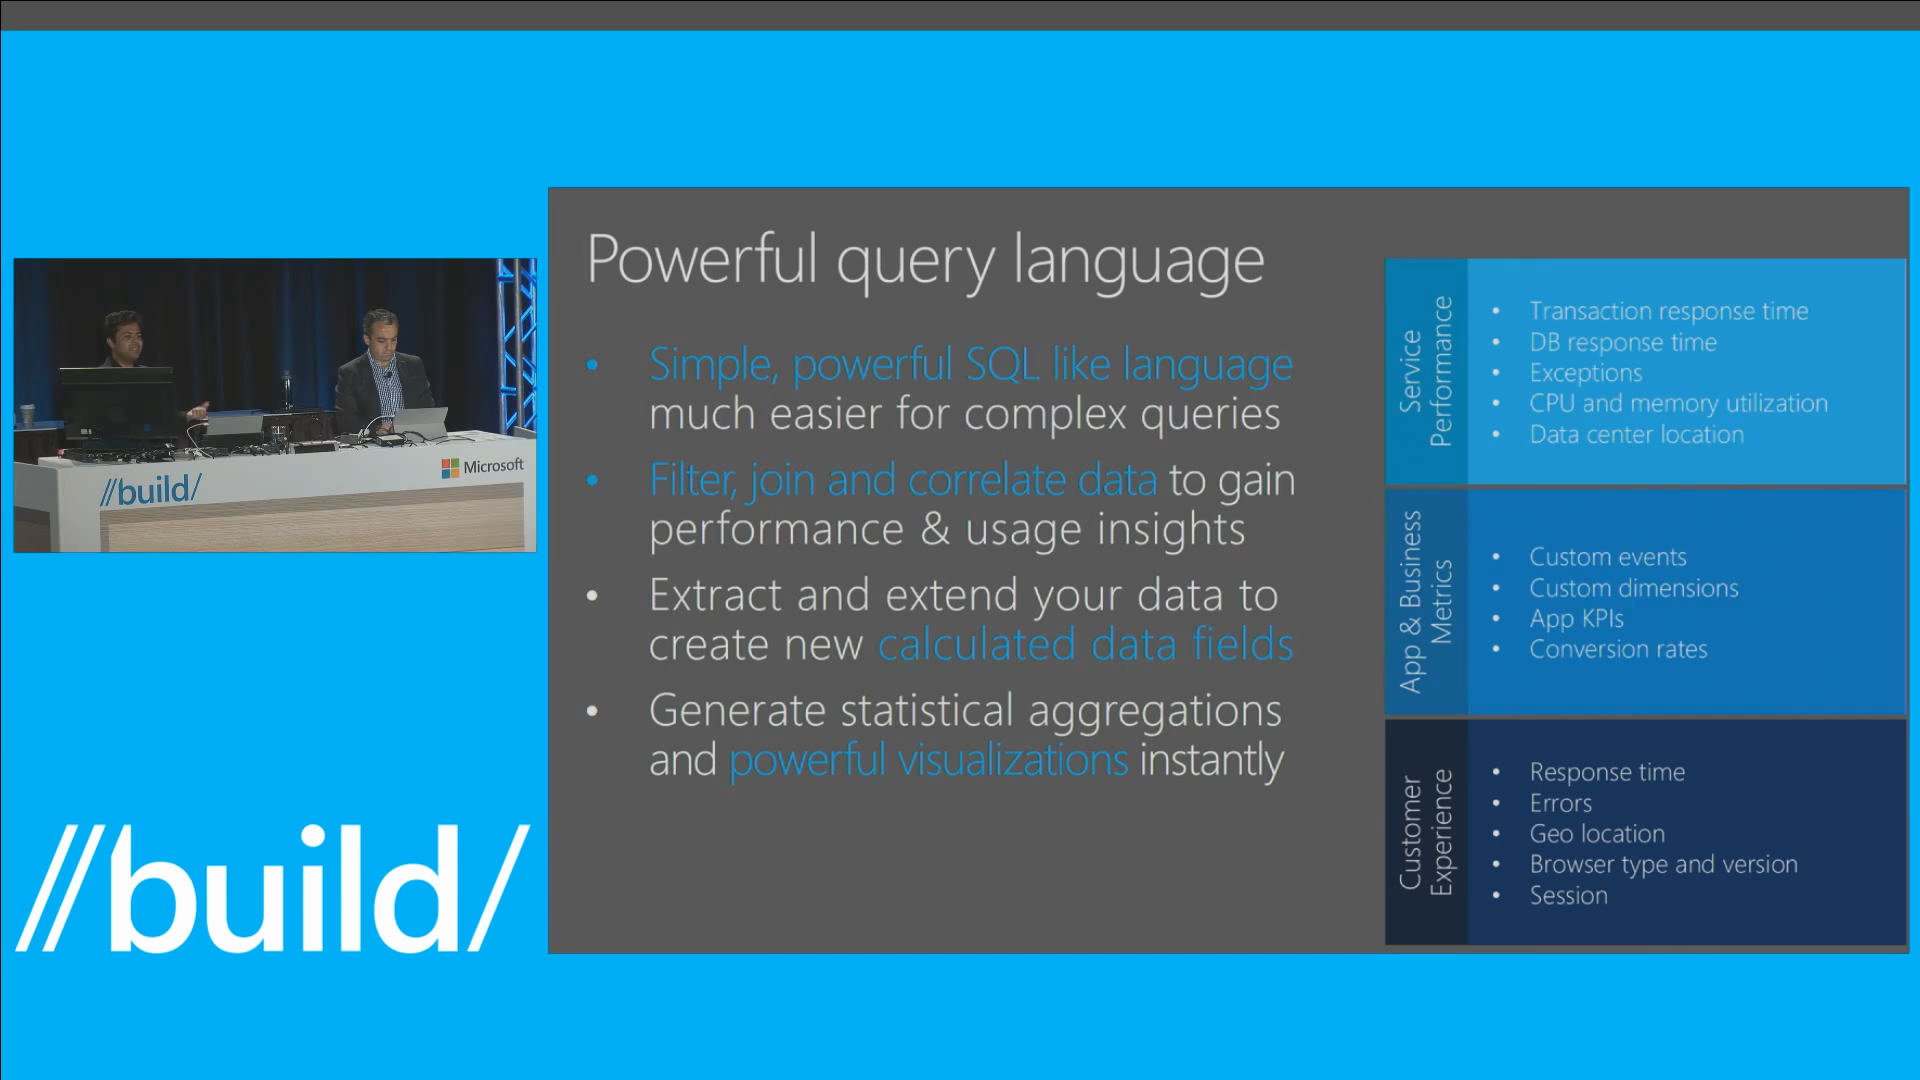 Powerful query language
• Simple, powerful SQL like language
much easier for complex queries
• Filter, join and correlate data to gain
performance & usage insights
• Extract and extend your data to
create new calculated data fields
• Generate statistical aggregations
and powerful visualizations instantly
Service
Performance
• Transaction response time
• DB response time
• Exceptions
• CPU and memory utilization
• Data center location
App & Business
Metrics
• Custom events
• Custom dimensions
• App KPIs
• Conversion rates
Customer
Experience
• Response time
• Errors
• Geo location
• Browser type and version
• Session
//build/
Microsoft
//build/